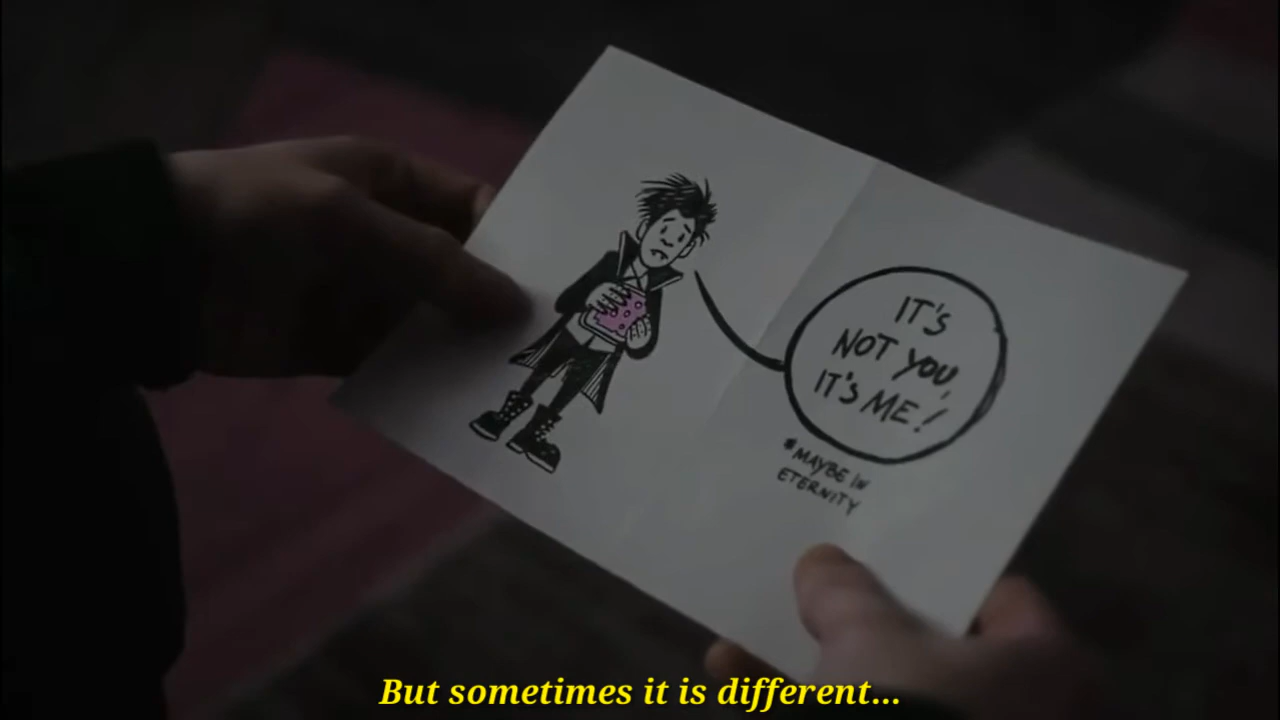 IT'S
NOT YOU,
IT'S ME!
*MAYBE IN
ETERNITY
But sometimes it is different...